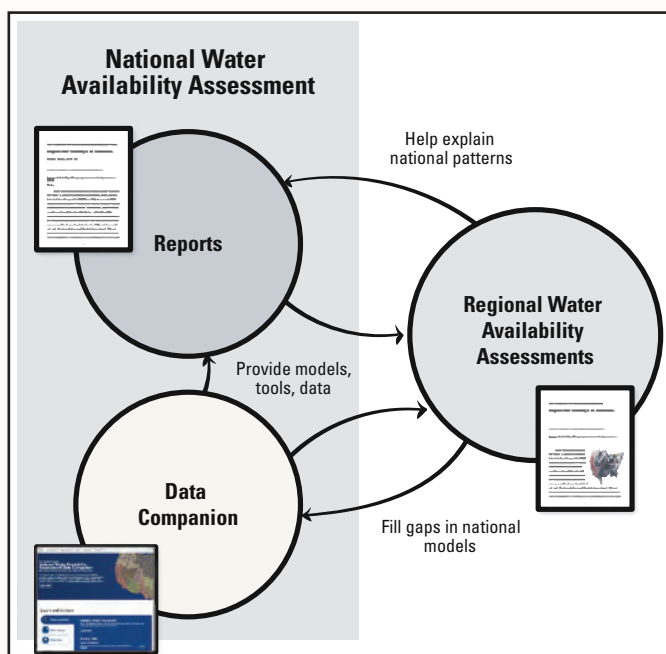 National Water
Availability Assessment
Help explain
national patterns
Reports
Regional Water
Availability
Assessments
Provide models,
tools, data
Data
Companion
Fill gaps in national
models